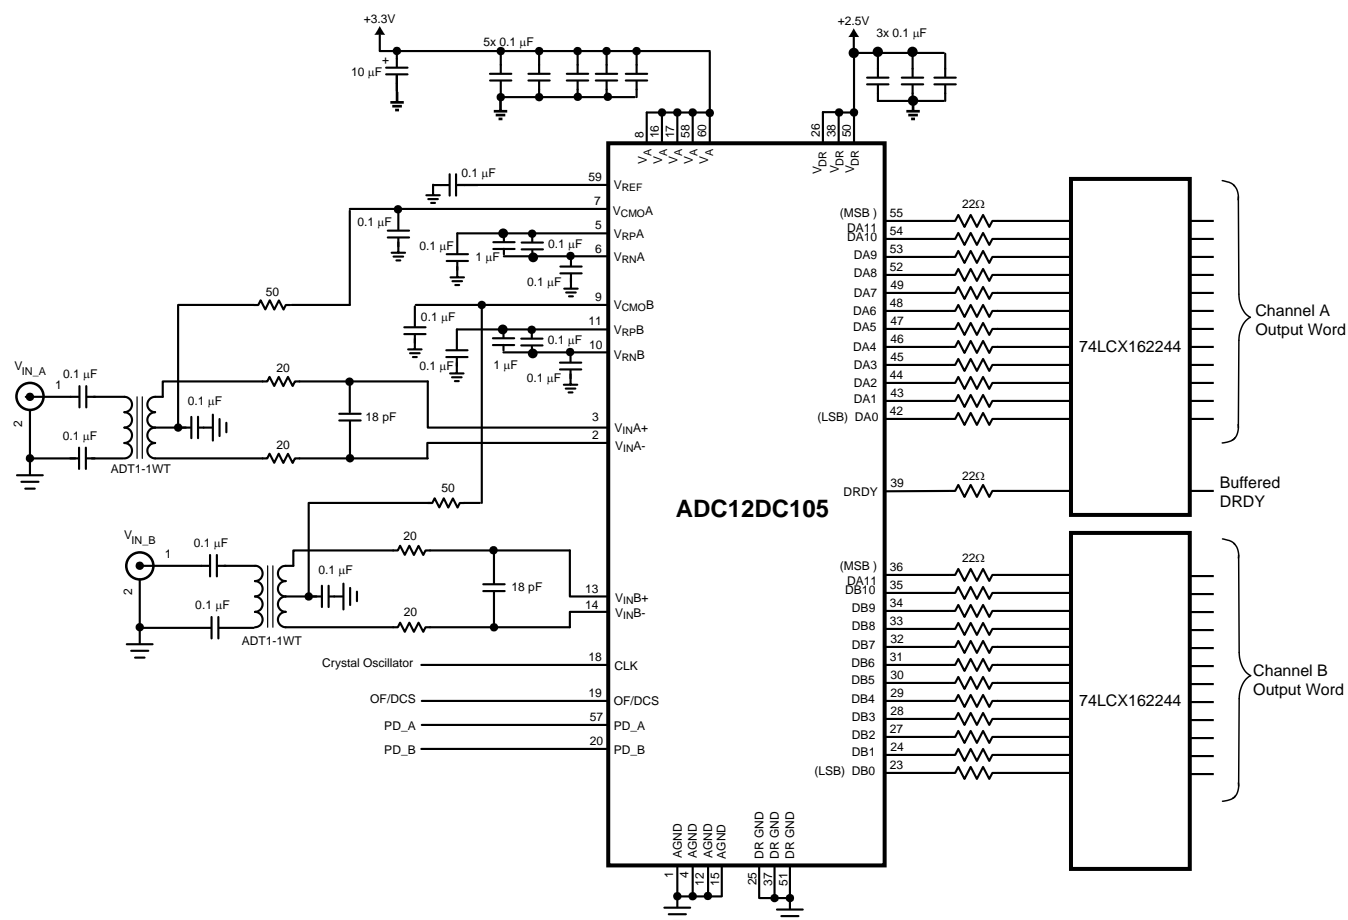 +3.3V
+
10 µF
5x 0.1 µF
+2.5V
3x 0.1 µF
8
16
17
58
60
VA
VA
VA
VA
VA
26
38
50
VDR
VDR
VDR
0.1 µF
59
VREF
7
VCMOA
0.1 µF
5
VRPA
0.1 µF
1 µF
0.1 µF
6
VRNA
0.1 µF
50
9
VCMOB
0.1 µF
11
VRPB
0.1 µF
1 µF
0.1 µF
10
VRNB
0.1 µF
VIN_A
1
2
0.1 µF
0.1 µF
ADT1-1WT
0.1 µF
20
20
18 pF
3
VINA+
2
VINA-
50
VIN_B
1
2
0.1 µF
0.1 µF
ADT1-1WT
0.1 µF
20
20
18 pF
13
VINB+
14
VINB-
Crystal Oscillator
18
CLK
OF/DCS
19
OF/DCS
PD_A
57
PD_A
PD_B
20
PD_B
ADC12DC105
(MSB )
DA11
55
22Ω
DA10
54
DA9
53
DA8
52
DA7
49
DA6
48
DA5
47
DA4
46
DA3
45
DA2
44
DA1
43
(LSB) DA0
42
74LCX162244
Channel A
Output Word
DRDY
39
22Ω
Buffered
DRDY
(MSB )
DA11
36
22Ω
DB10
35
DB9
34
DB8
33
DB7
32
DB6
31
DB5
30
DB4
29
DB3
28
DB2
27
DB1
24
(LSB) DB0
23
74LCX162244
Channel B
Output Word
AGND
AGND
AGND
AGND
1
4
12
15
DR GND
DR GND
DR GND
25
37
51